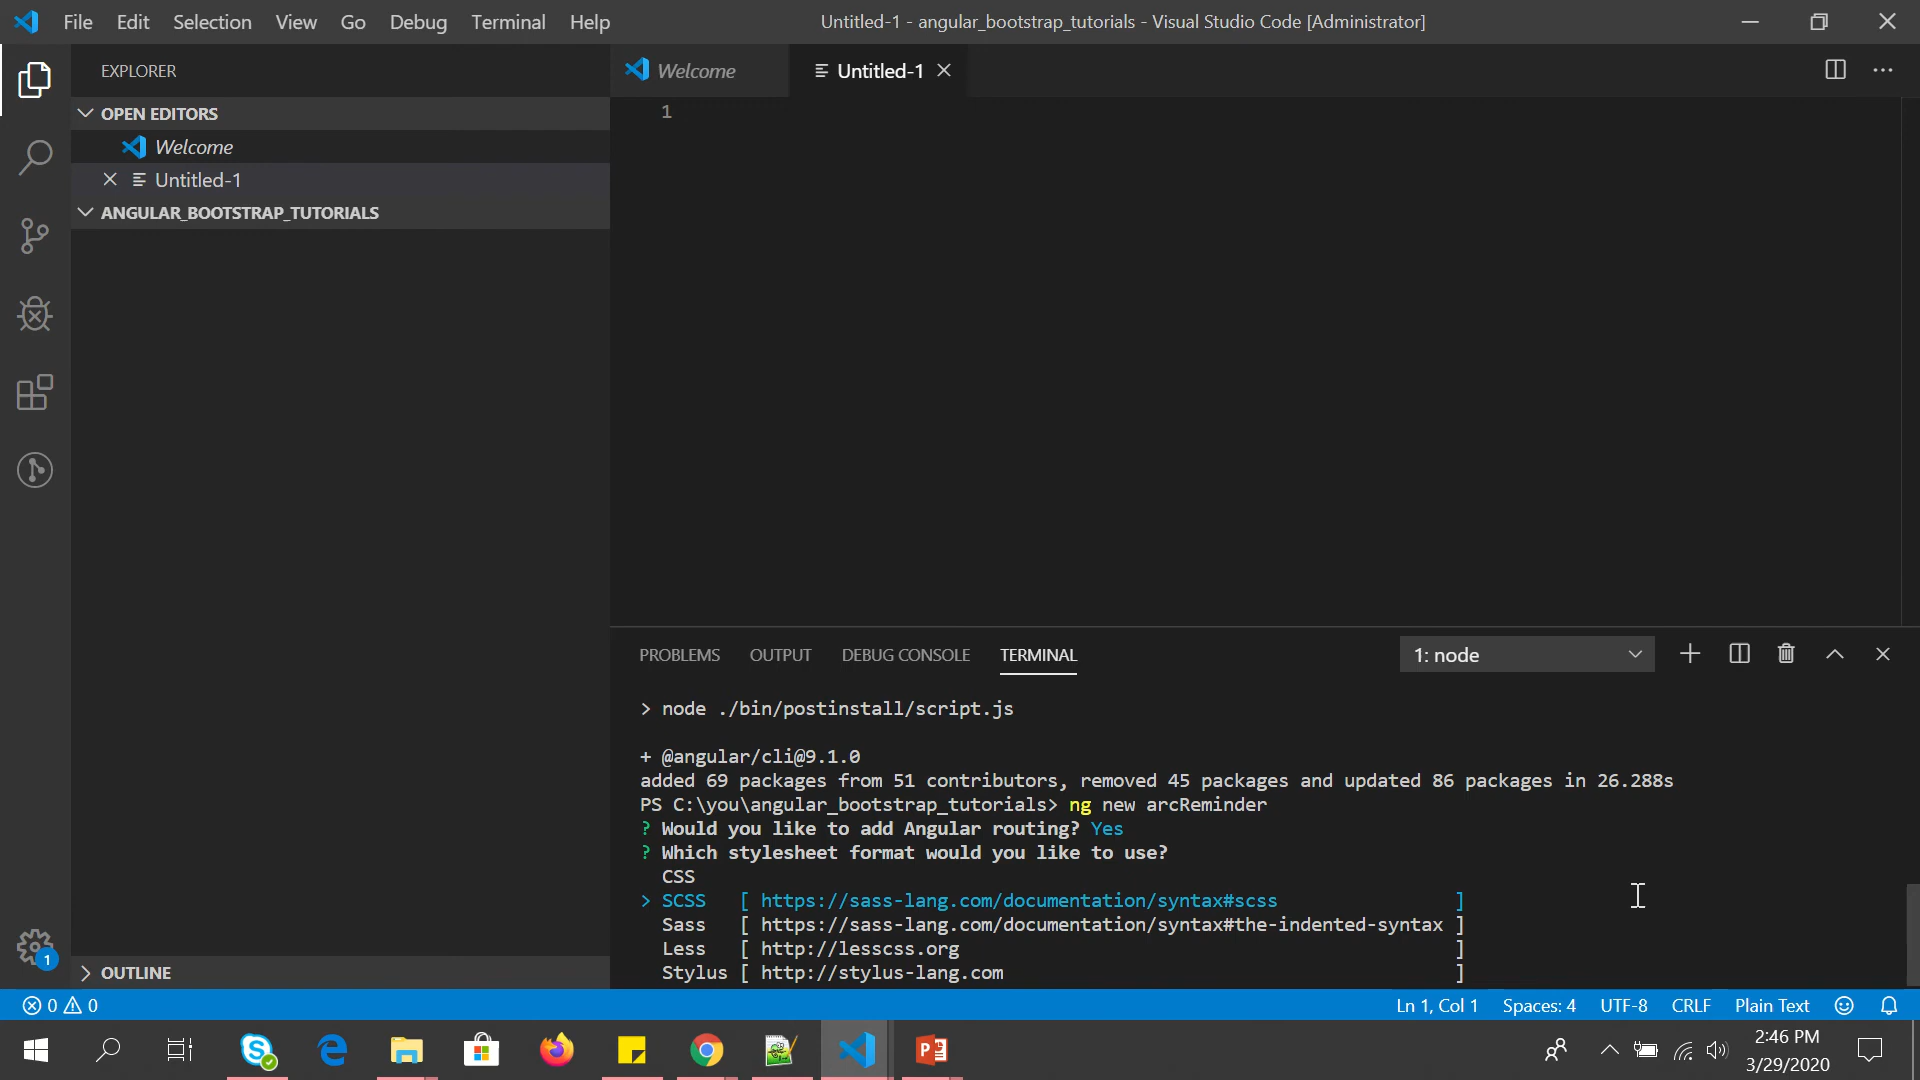 File Edit Selection View Go Debug Terminal Help
Untitled-1 - angular_bootstrap_tutorials - Visual Studio Code [Administrator]
EXPLORER
OPEN EDITORS
Welcome
Untitled-1
ANGULAR_BOOTSTRAP_TUTORIALS
OUTLINE
Welcome
Untitled-1
1
PROBLEMS OUTPUT DEBUG CONSOLE TERMINAL
1: node
> node ./bin/postinstall/script.js
+ @angular/cli@9.1.0
added 69 packages from 51 contributors, removed 45 packages and updated 86 packages in 26.288s
PS C:\you\angular_bootstrap_tutorials> ng new arcReminder
? Would you like to add Angular routing? Yes
? Which stylesheet format would you like to use?
CSS
> SCSS [ https://sass-lang.com/documentation/syntax#scss ]
Sass [ https://sass-lang.com/documentation/syntax#the-indented-syntax ]
Less [ http://lesscss.org ]
Stylus [ http://stylus-lang.com ]
1
0 0
Ln 1, Col 1 Spaces: 4 UTF-8 CRLF Plain Text
2:46 PM
3/29/2020